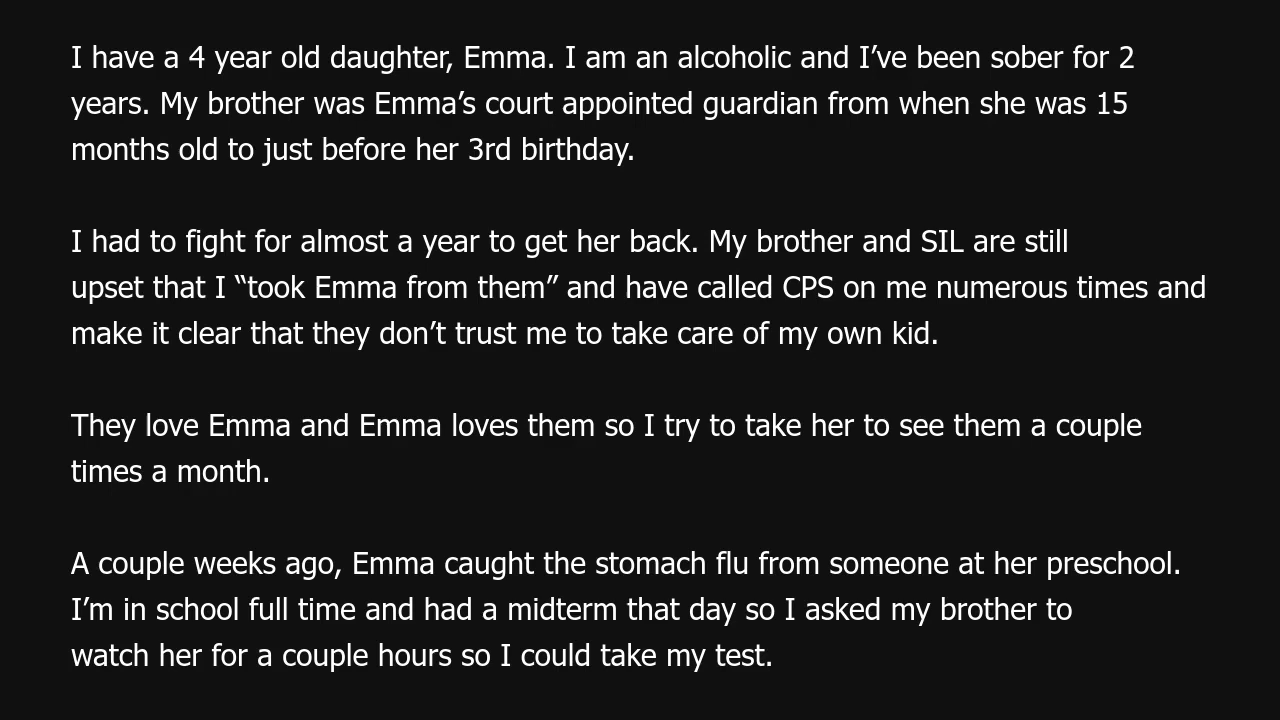 I have a 4 year old daughter, Emma. I am an alcoholic and I’ve been sober for 2
years. My brother was Emma’s court appointed guardian from when she was 15
months old to just before her 3rd birthday.
I had to fight for almost a year to get her back. My brother and SIL are still
upset that I “took Emma from them” and have called CPS on me numerous times and
make it clear that they don’t trust me to take care of my own kid.
They love Emma and Emma loves them so I try to take her to see them a couple
times a month.
A couple weeks ago, Emma caught the stomach flu from someone at her preschool.
I’m in school full time and had a midterm that day so I asked my brother to
watch her for a couple hours so I could take my test.